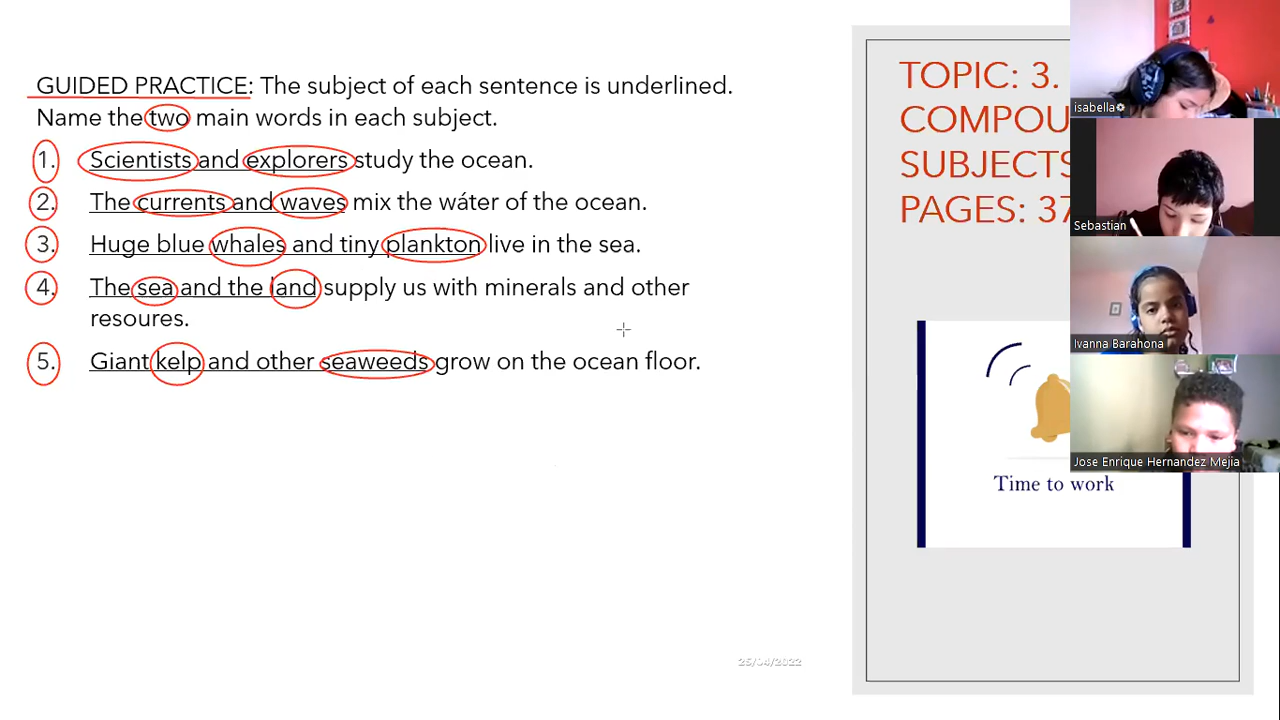 GUIDED PRACTICE: The subject of each sentence is underlined.
Name the two main words in each subject.
1. Scientists and explorers study the ocean.
2. The currents and waves mix the wáter of the ocean.
3. Huge blue whales and tiny plankton live in the sea.
4. The sea and the land supply us with minerals and other
resoures.
5. Giant kelp and other seaweeds grow on the ocean floor.
25/04/2022
TOPIC: 3.
COMPOU
SUBJECTS
PAGES: 37
Time to work
isabella
Sebastian
Ivanna Barahona
Jose Enrique Hernandez Mejia